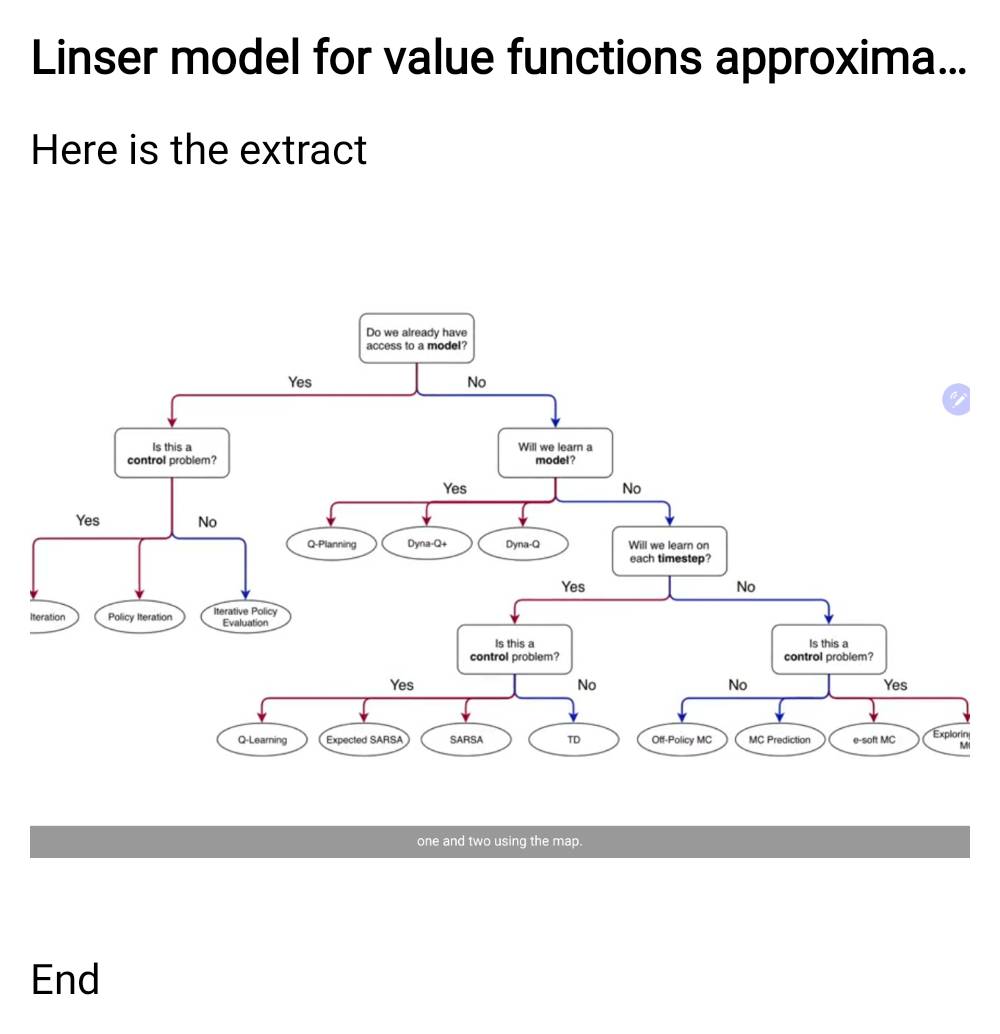 Linser model for value functions approxima...
Here is the extract
Do we already have
access to a model?
Yes
No
Is this a
control problem?
Will we learn a
model?
Yes
No
Yes
No
Q-Planning
Dyna-Q+
Dyna-Q
Will we learn on
each timestep?
Iteration
Policy Iteration
Iterative Policy
Evaluation
Yes
No
Is this a
control problem?
Is this a
control problem?
Yes
No
No
Yes
Q-Learning
Expected SARSA
SARSA
TD
Off-Policy MC
MC Prediction
e-soft MC
Explorin
M
one and two using the map.
End